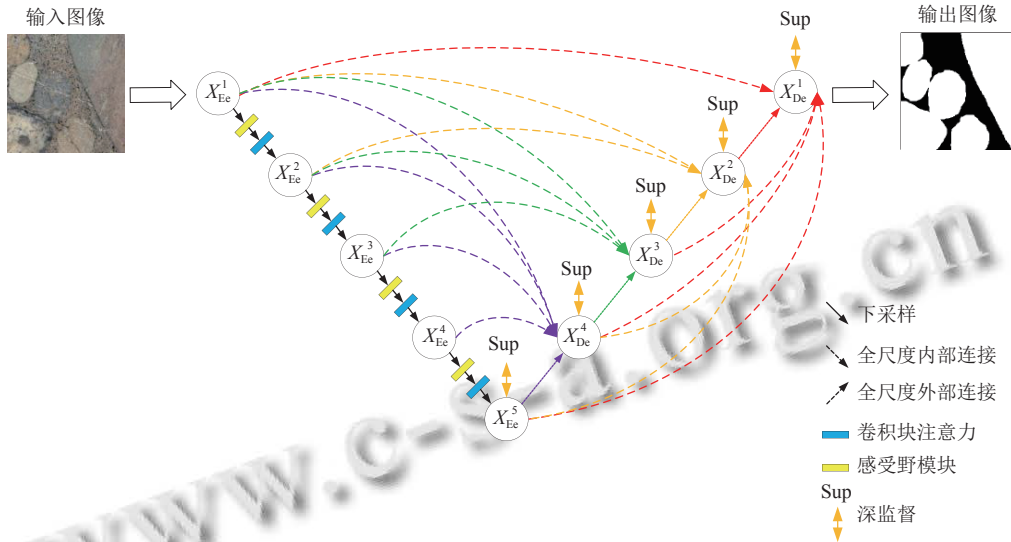 输入图像
Sup
输出图像
X¹Ee
X¹De
Sup
X²Ee
X²De
Sup
X³Ee
X³De
Sup
X⁴Ee
X⁴De
Sup
X⁵Ee
下采样
全尺度内部连接
全尺度外部连接
卷积块注意力
感受野模块
Sup
深监督
www.c-s-a.org.cn